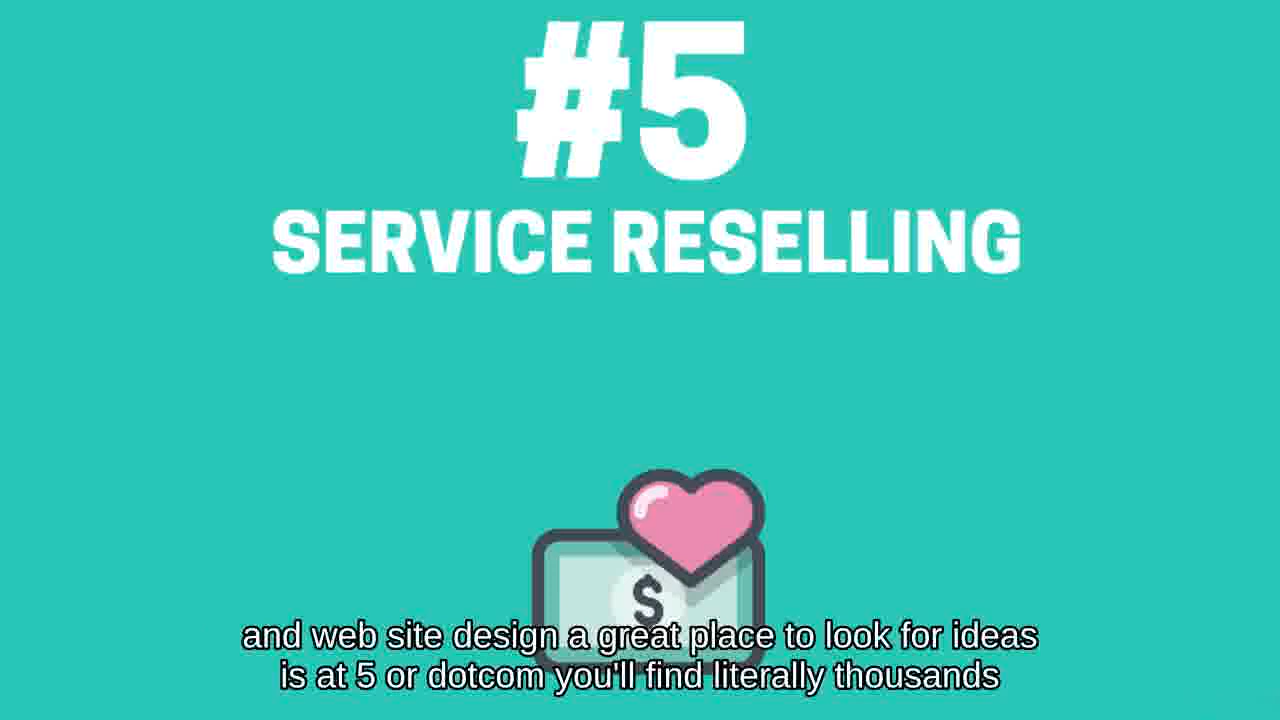 #5
SERVICE RESELLING
$
and web site design a great place to look for ideas
is at 5 or dotcom you'll find literally thousands